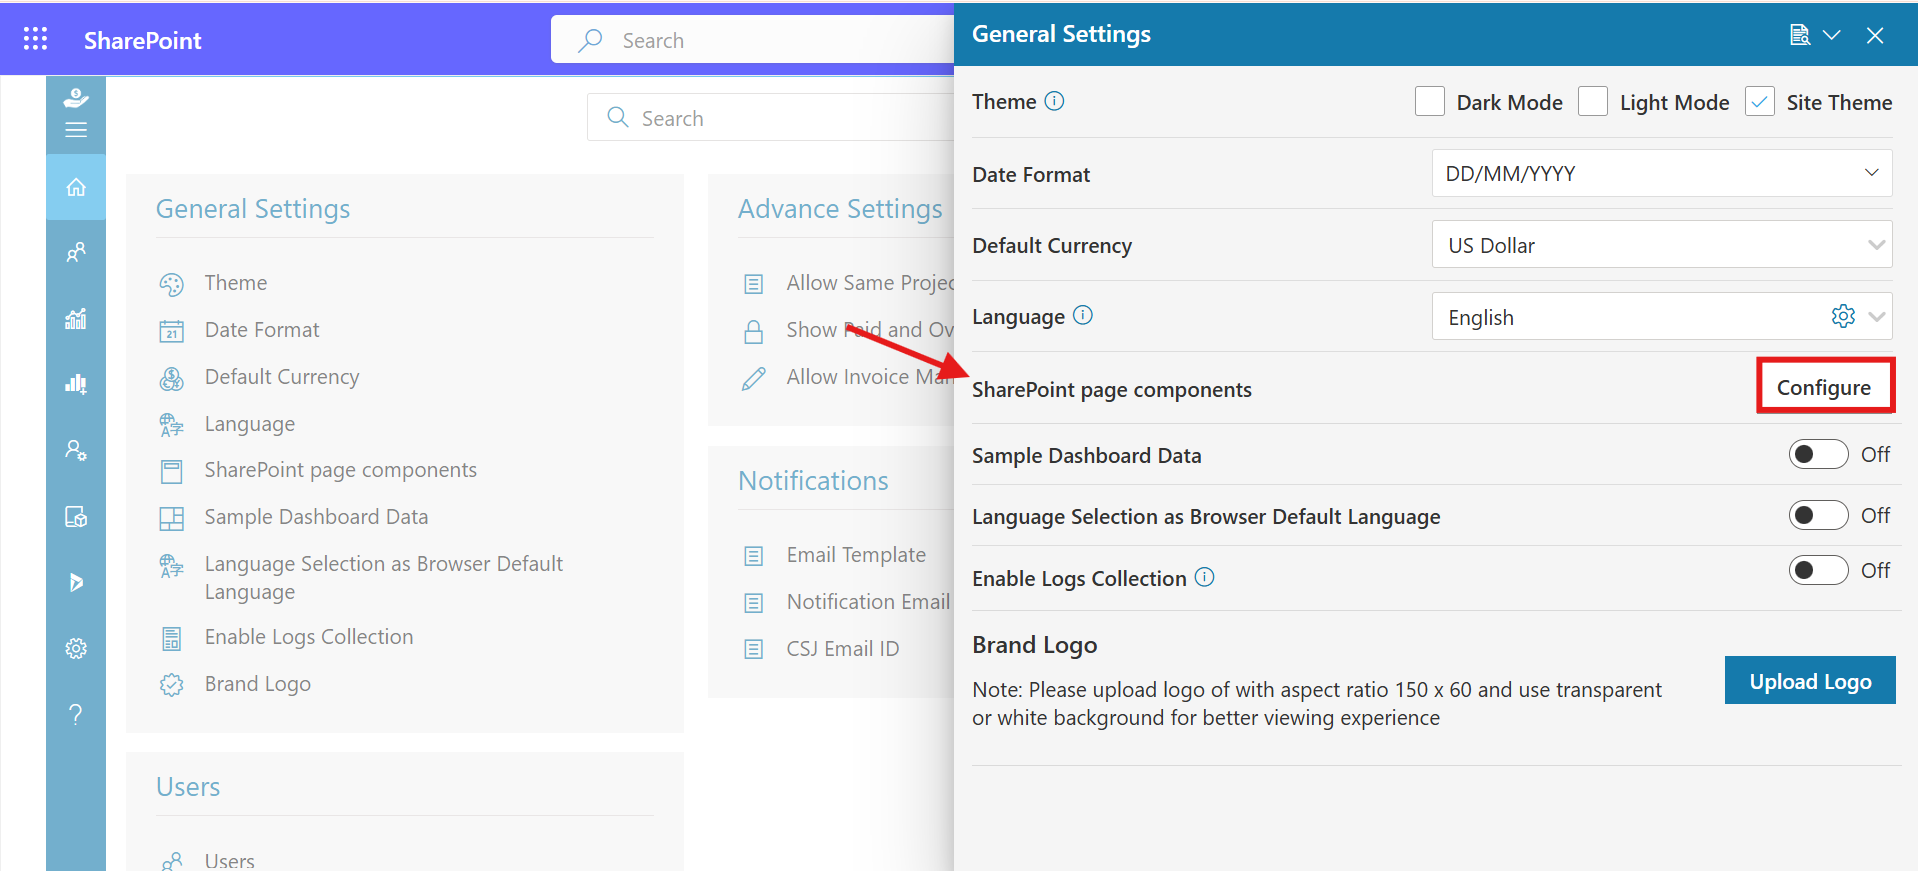 SharePoint
Search
Search
General Settings
Theme
Date Format
21
Default Currency
Language
SharePoint page components
Sample Dashboard Data
Language Selection as Browser Default
Language
Enable Logs Collection
Brand Logo
Users
Users
Advance Settings
Allow Same Projec
Show Paid and Ov
Allow Invoice Man
Notifications
Email Template
Notification Email
CSJ Email ID
General Settings
Theme
Dark Mode
Light Mode
Site Theme
Date Format
DD/MM/YYYY
Default Currency
US Dollar
Language
English
SharePoint page components
Configure
Sample Dashboard Data
Off
Language Selection as Browser Default Language
Off
Enable Logs Collection
Off
Brand Logo
Note: Please upload logo of with aspect ratio 150 x 60 and use transparent
or white background for better viewing experience
Upload Logo